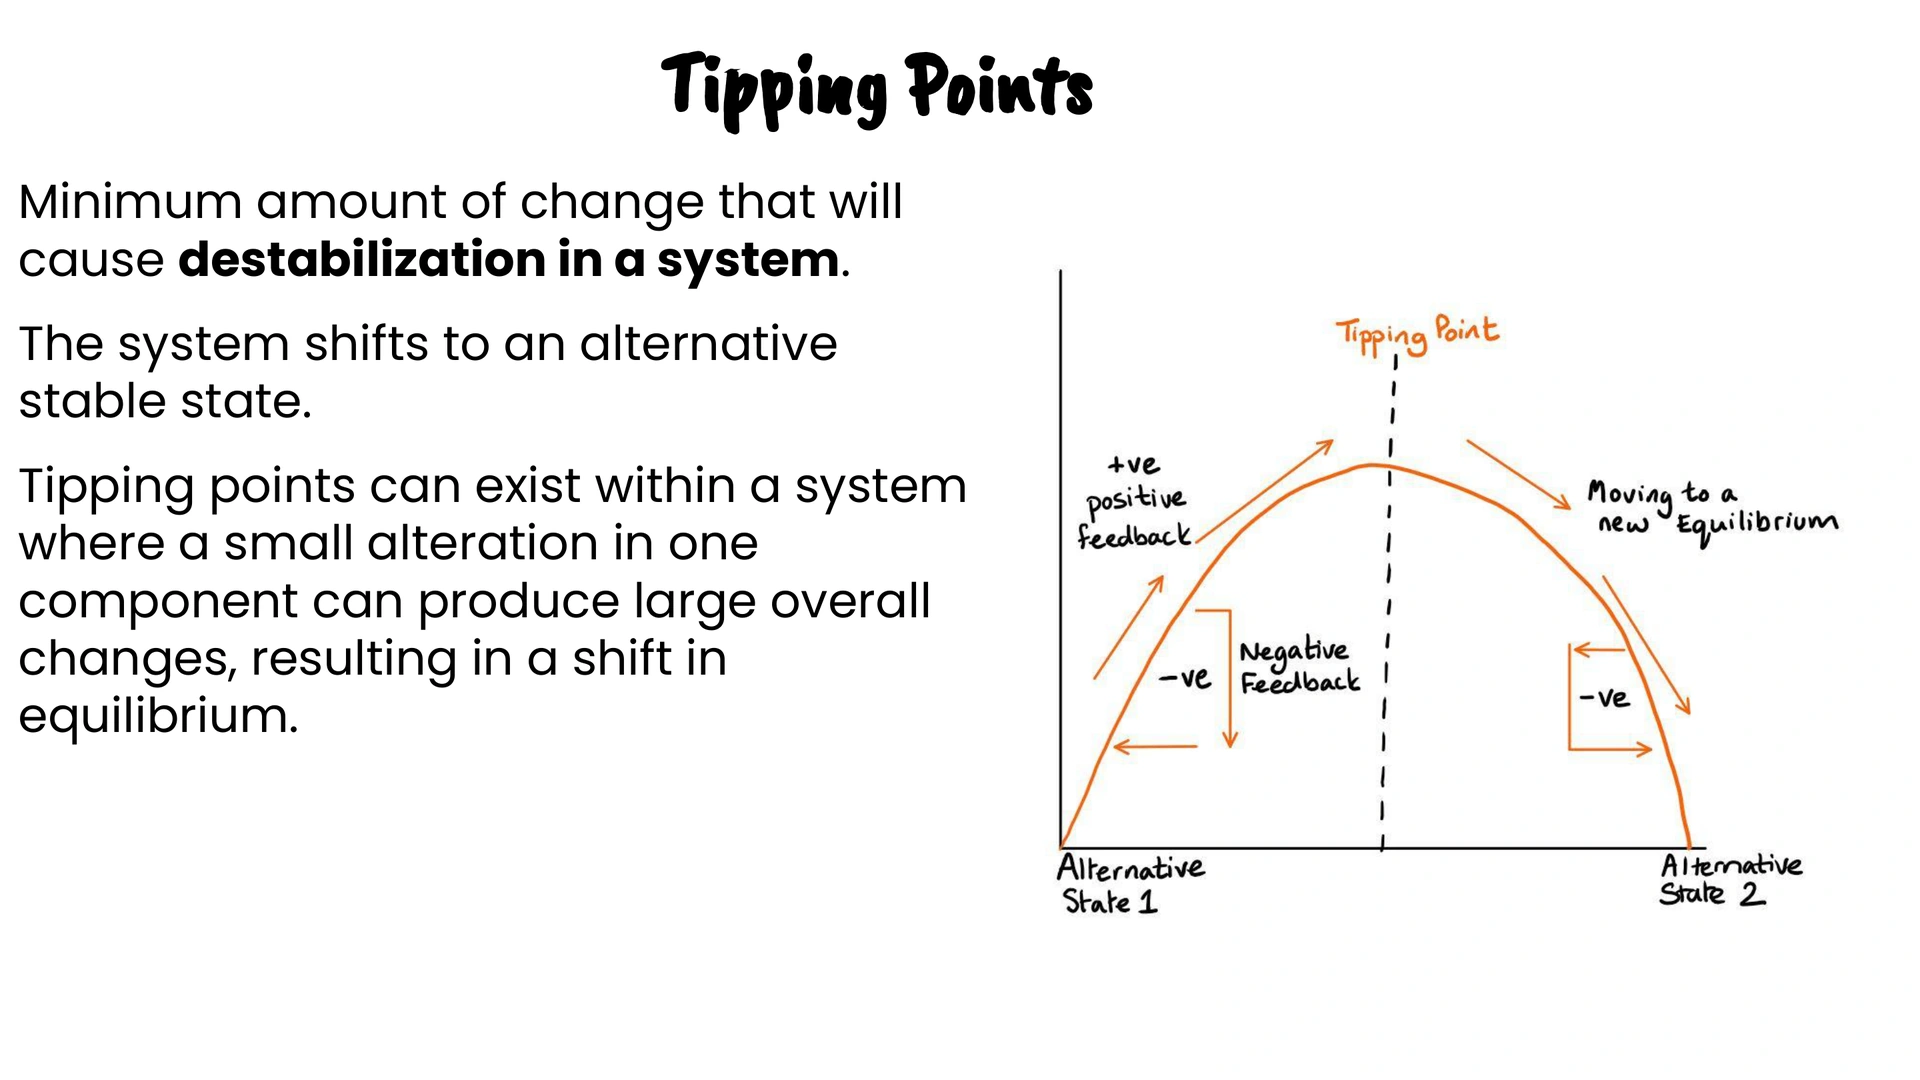 Tipping Points
Minimum amount of change that will
cause destabilization in a system.
The system shifts to an alternative
stable state.
Tipping points can exist within a system
where a small alteration in one
component can produce large overall
changes, resulting in a shift in
equilibrium.
Tipping Point
+ve
positive
feedback
Moving to a
new Equilibrium
-ve
Negative
Feedback
-ve
Alternative
State 1
Alternative
State 2